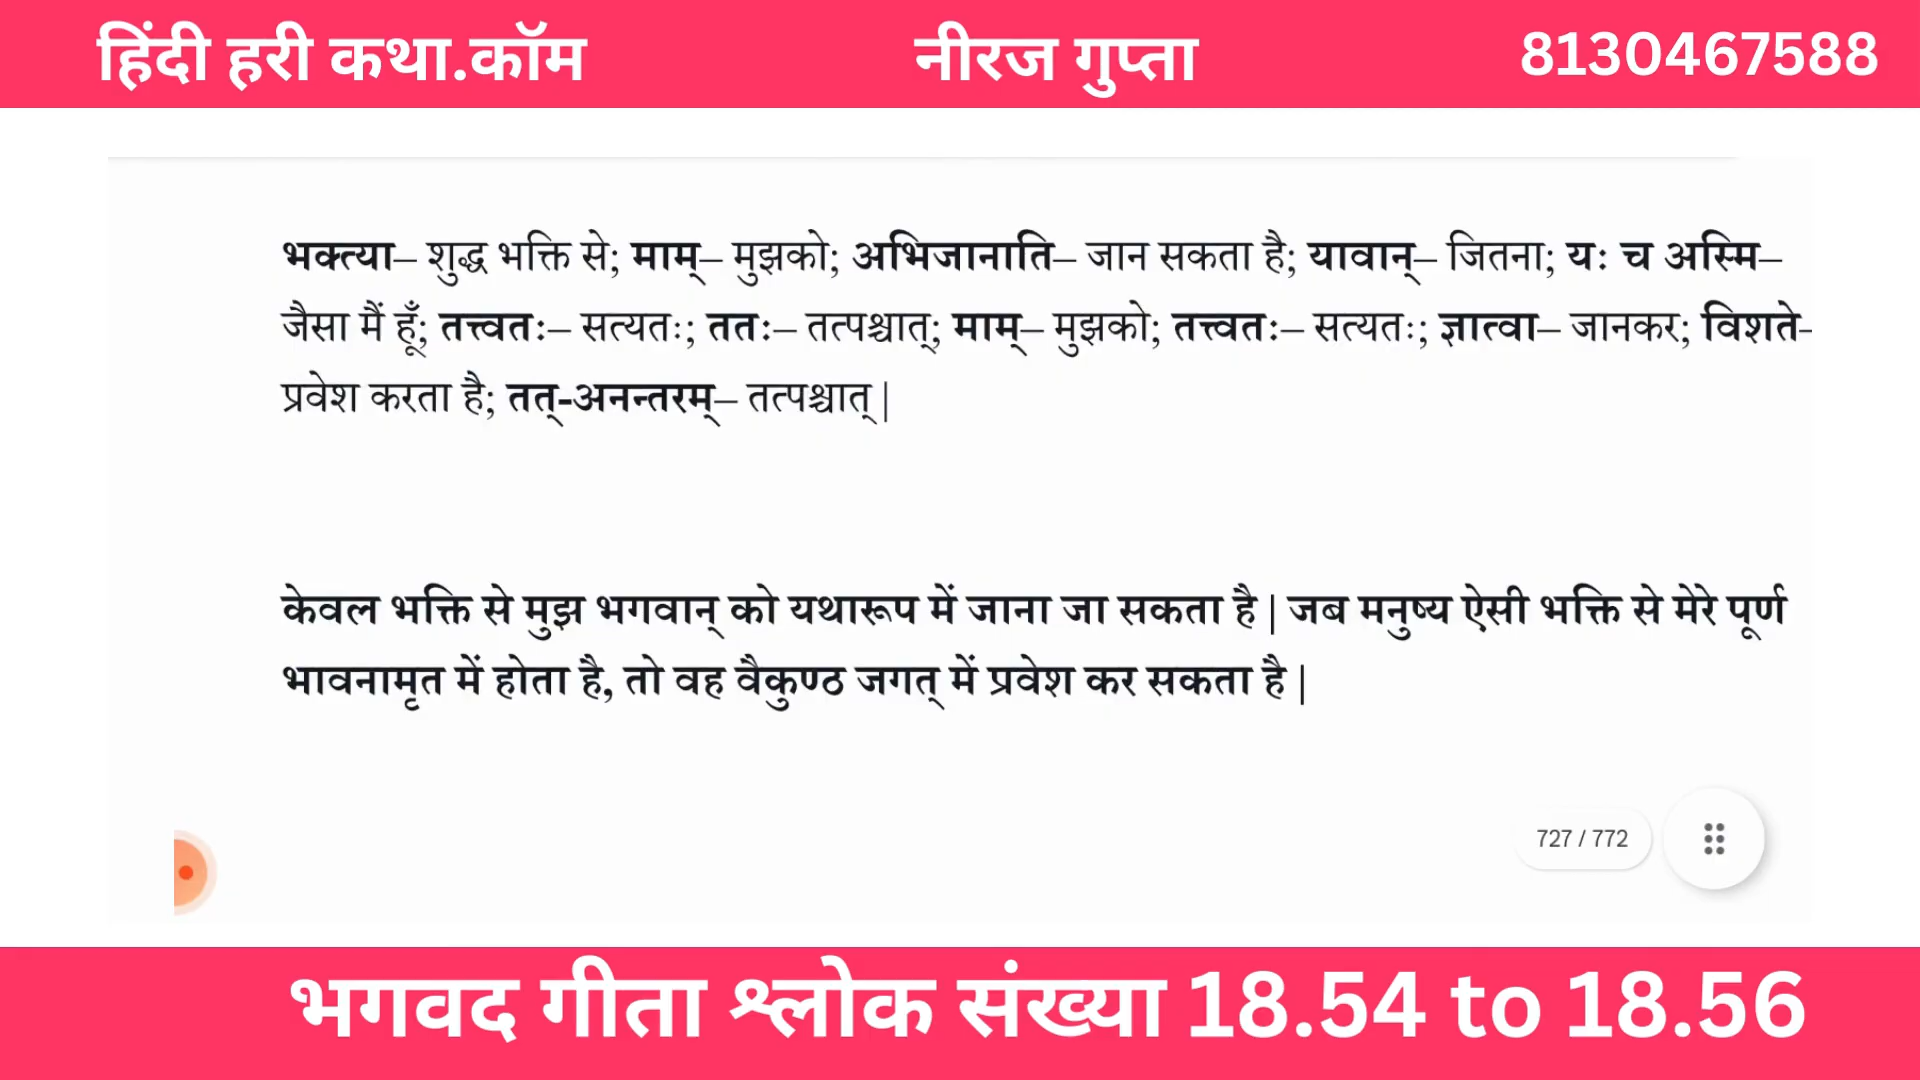 हिंदी हरी कथा.कॉम नीरज गुप्ता 8130467588
भक्त्या– शुद्ध भक्ति से; माम्– मुझको; अभिजानाति– जान सकता है; यावान्– जितना; यः च अस्मि–
जैसा मैं हूँ; तत्त्वतः– सत्यतः; ततः– तत्पश्चात्; माम्– मुझको; तत्त्वतः– सत्यतः; ज्ञात्वा– जानकर; विशते–
प्रवेश करता है; तत्-अनन्तरम्– तत्पश्चात् |
केवल भक्ति से मुझ भगवान् को यथारूप में जाना जा सकता है | जब मनुष्य ऐसी भक्ति से मेरे पूर्ण
भावनामृत में होता है, तो वह वैकुण्ठ जगत् में प्रवेश कर सकता है |
727 / 772
भगवद गीता श्लोक संख्या 18.54 to 18.56